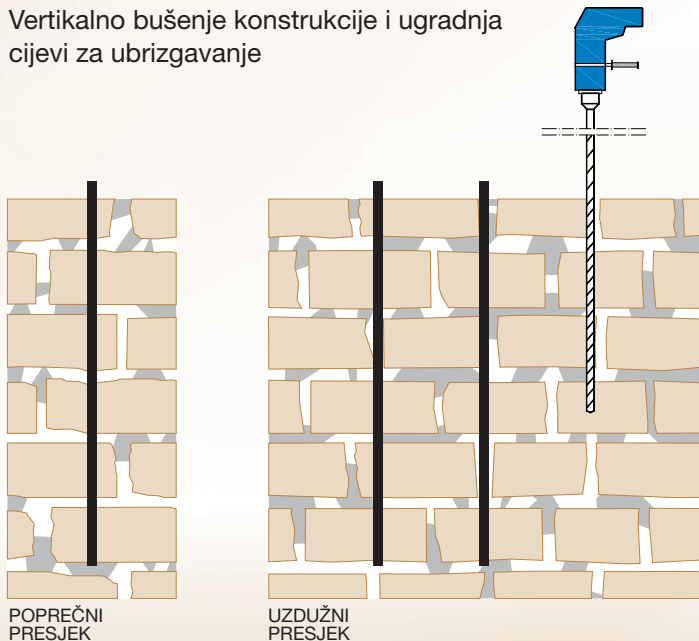 Vertikalno bušenje konstrukcije i ugradnja
cijevi za ubrizgavanje
POPREČNI
PRESJEK
UZDUŽNI
PRESJEK